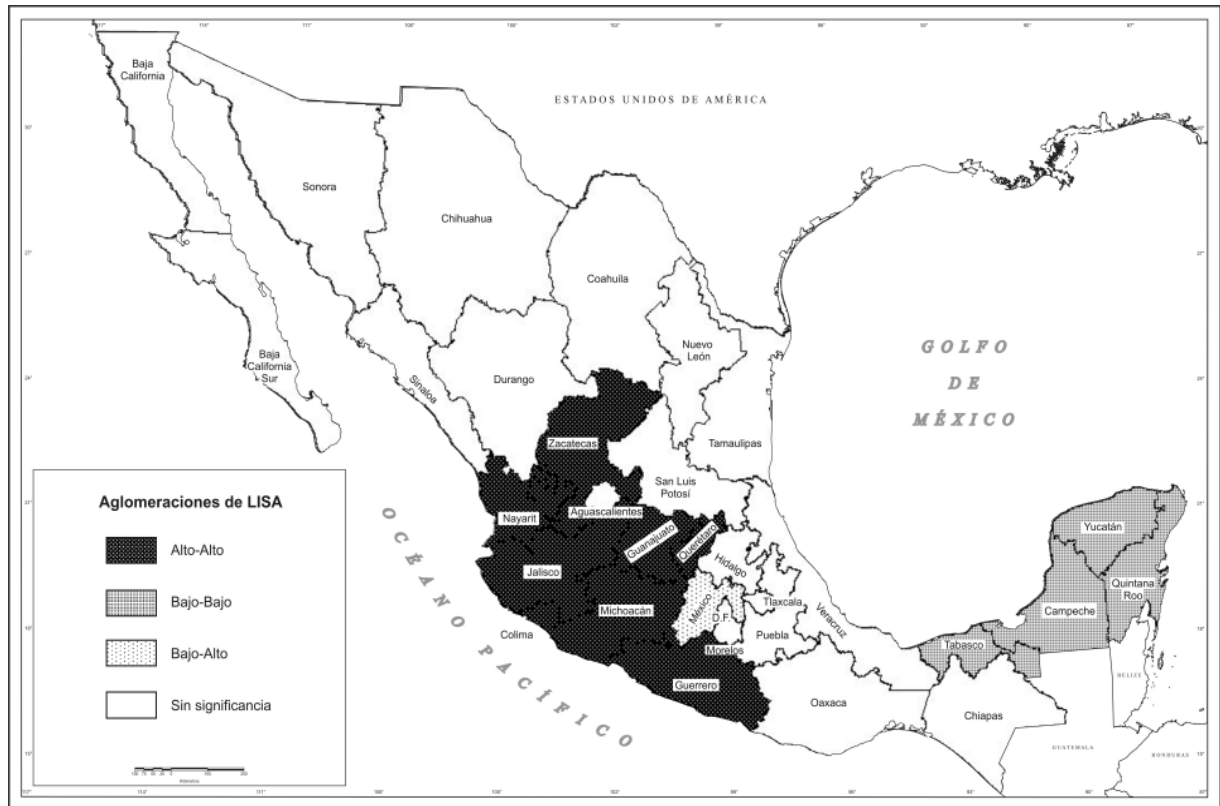 ESTADOS UNIDOS DE AMÉRICA
Baja
California
Sonora
Chihuahua
Coahuila
Nuevo
León
Baja
California
Sur
Sinaloa
Durango
Zacatecas
Tamaulipas
San Luis
Potosí
GOLFO
DE
MÉXICO
Nayarit
Aguascalientes
Guanajuato
Querétaro
Jalisco
Hidalgo
Michoacán
México
D.F.
Tlaxcala
Veracruz
Colima
Morelos
Puebla
Guerrero
Oaxaca
Tabasco
Chiapas
Campeche
Yucatán
Quintana
Roo
BELIZE
GUATEMALA
HONDURAS
OCÉANO PACÍFICO
Aglomeraciones de LISA
Alto-Alto
Bajo-Bajo
Bajo-Alto
Sin significancia